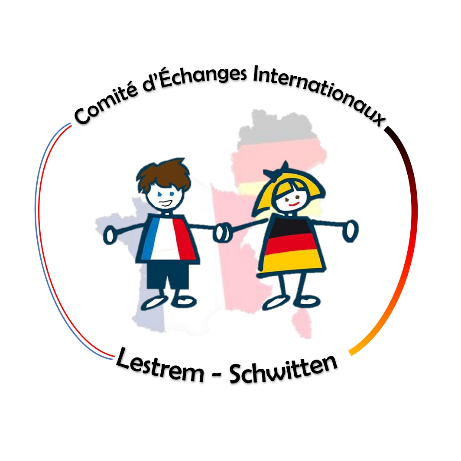 Comité d'Échanges Internationaux
Lestrem - Schwitten